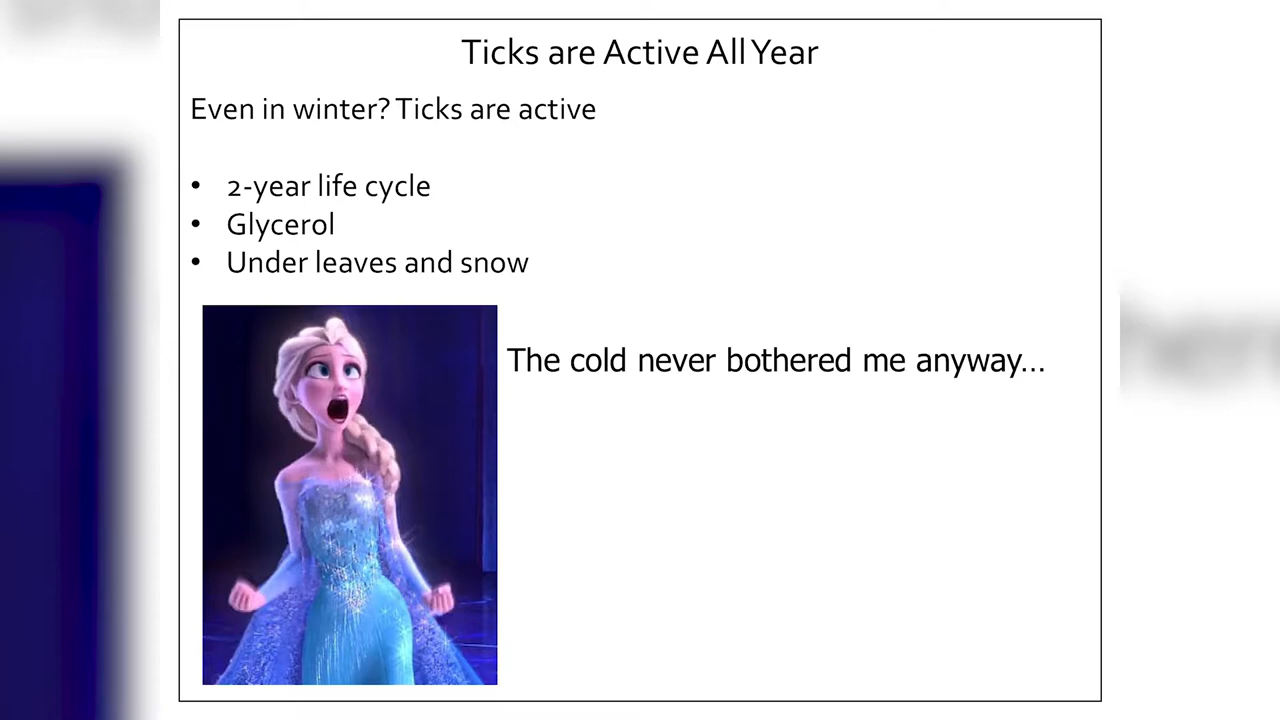 Ticks are Active All Year
Even in winter? Ticks are active
• 2-year life cycle
• Glycerol
• Under leaves and snow
The cold never bothered me anyway...